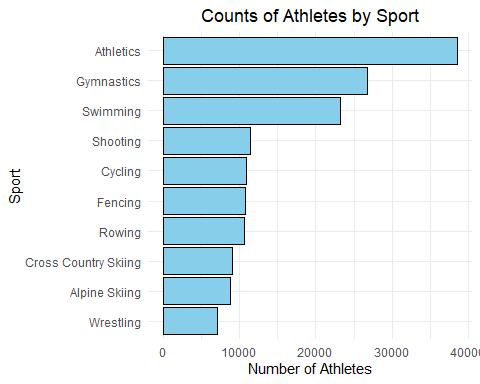 Counts of Athletes by Sport
Sport
Athletics
Gymnastics
Swimming
Shooting
Cycling
Fencing
Rowing
Cross Country Skiing
Alpine Skiing
Wrestling
0 10000 20000 30000 4000
Number of Athletes